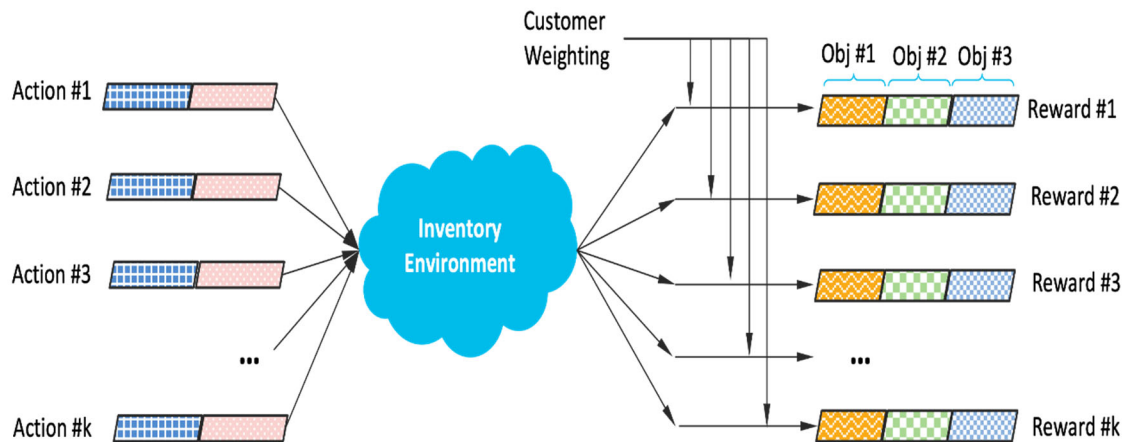 Customer
Weighting
Obj #1 Obj #2 Obj #3
Action #1
Reward #1
Action #2
Reward #2
Inventory
Environment
Action #3
Reward #3
...
...
Action #k
Reward #k